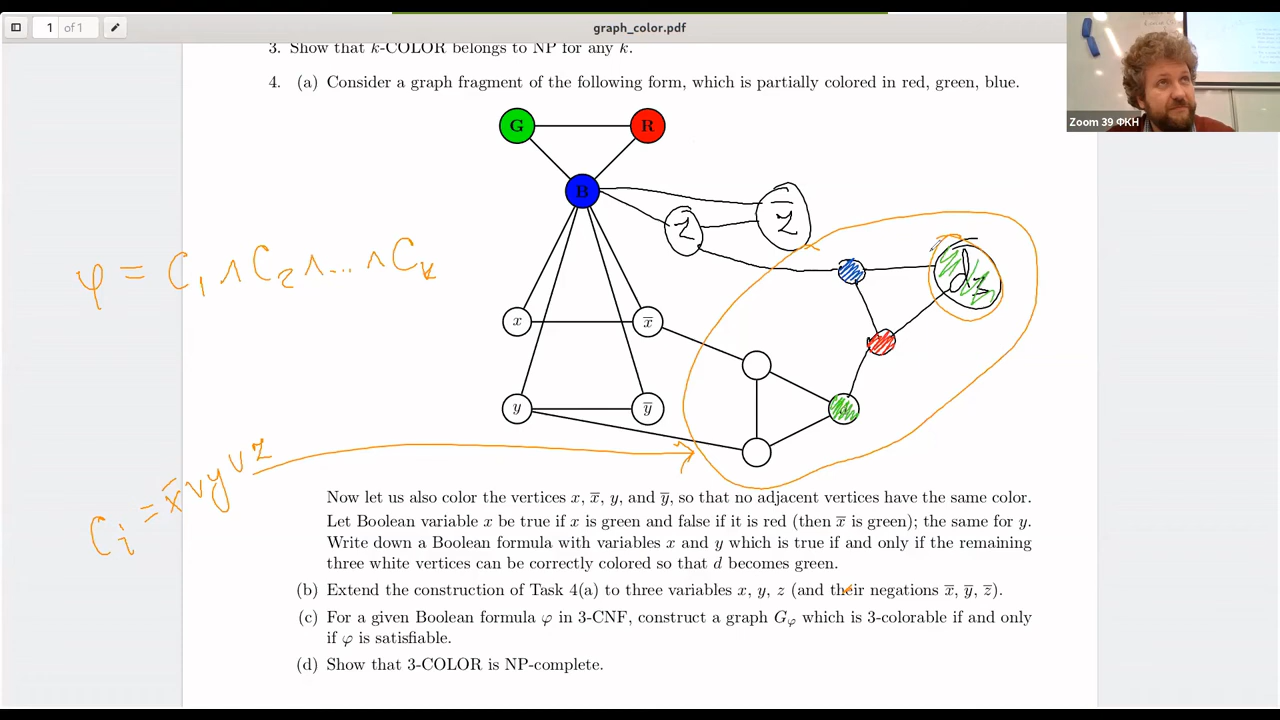 1 of 1
graph_color.pdf
Zoom 39 ФКН
3. Show that k-COLOR belongs to NP for any k.
4. (a) Consider a graph fragment of the following form, which is partially colored in red, green, blue.
G R
B
z z̅
φ = C₁ ∧ C₂ ∧ ... ∧ Cₖ
x x̅
y y̅
Cᵢ = x̅ ∨ y ∨ z
Now let us also color the vertices x, x̅, y, and y̅, so that no adjacent vertices have the same color.
Let Boolean variable x be true if x is green and false if it is red (then x̅ is green); the same for y.
Write down a Boolean formula with variables x and y which is true if and only if the remaining
three white vertices can be correctly colored so that d becomes green.
(b) Extend the construction of Task 4(a) to three variables x, y, z (and their negations x̅, y̅, z̅).
(c) For a given Boolean formula φ in 3-CNF, construct a graph Gφ which is 3-colorable if and only
if φ is satisfiable.
(d) Show that 3-COLOR is NP-complete.